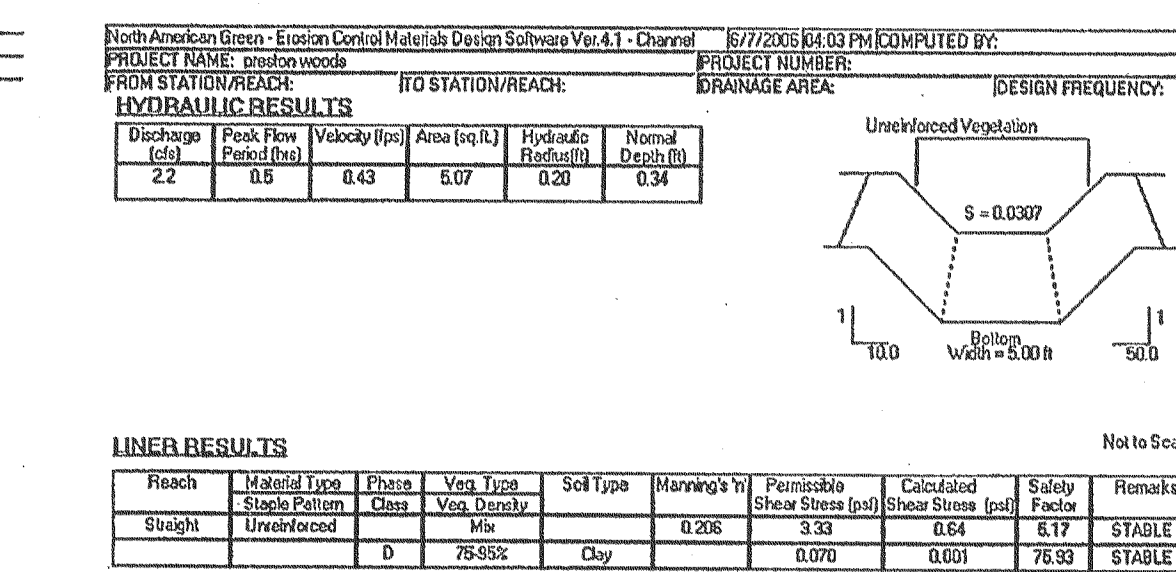 North American Green - Erosion Control Materials Design Software Ver.4.1 - Channel 6/7/2006 04:03 PM COMPUTED BY:
PROJECT NAME: preston woods PROJECT NUMBER:
FROM STATION/REACH: TO STATION/REACH: DRAINAGE AREA: DESIGN FREQUENCY:
HYDRAULIC RESULTS
Discharge (cfs) Peak Flow Period (hrs) Velocity (fps) Area (sq.ft.) Hydraulic Radius(ft) Normal Depth (ft)
2.2 0.5 0.43 5.07 0.20 0.34
Unreinforced Vegetation
S = 0.0307
1 Bottom 1
10.0 Width = 5.00 ft 50.0
LINER RESULTS
Not to Sca
Reach Material Type Phase Veg. Type Soil Type Manning's 'n' Permissible Calculated Safety Remarks
Staple Pattern Class Veg. Density Shear Stress (psf) Shear Stress (psf) Factor
Straight Unreinforced Mix 0.206 3.33 0.64 5.17 STABLE
D 75-95% Clay 0.070 0.001 75.93 STABLE